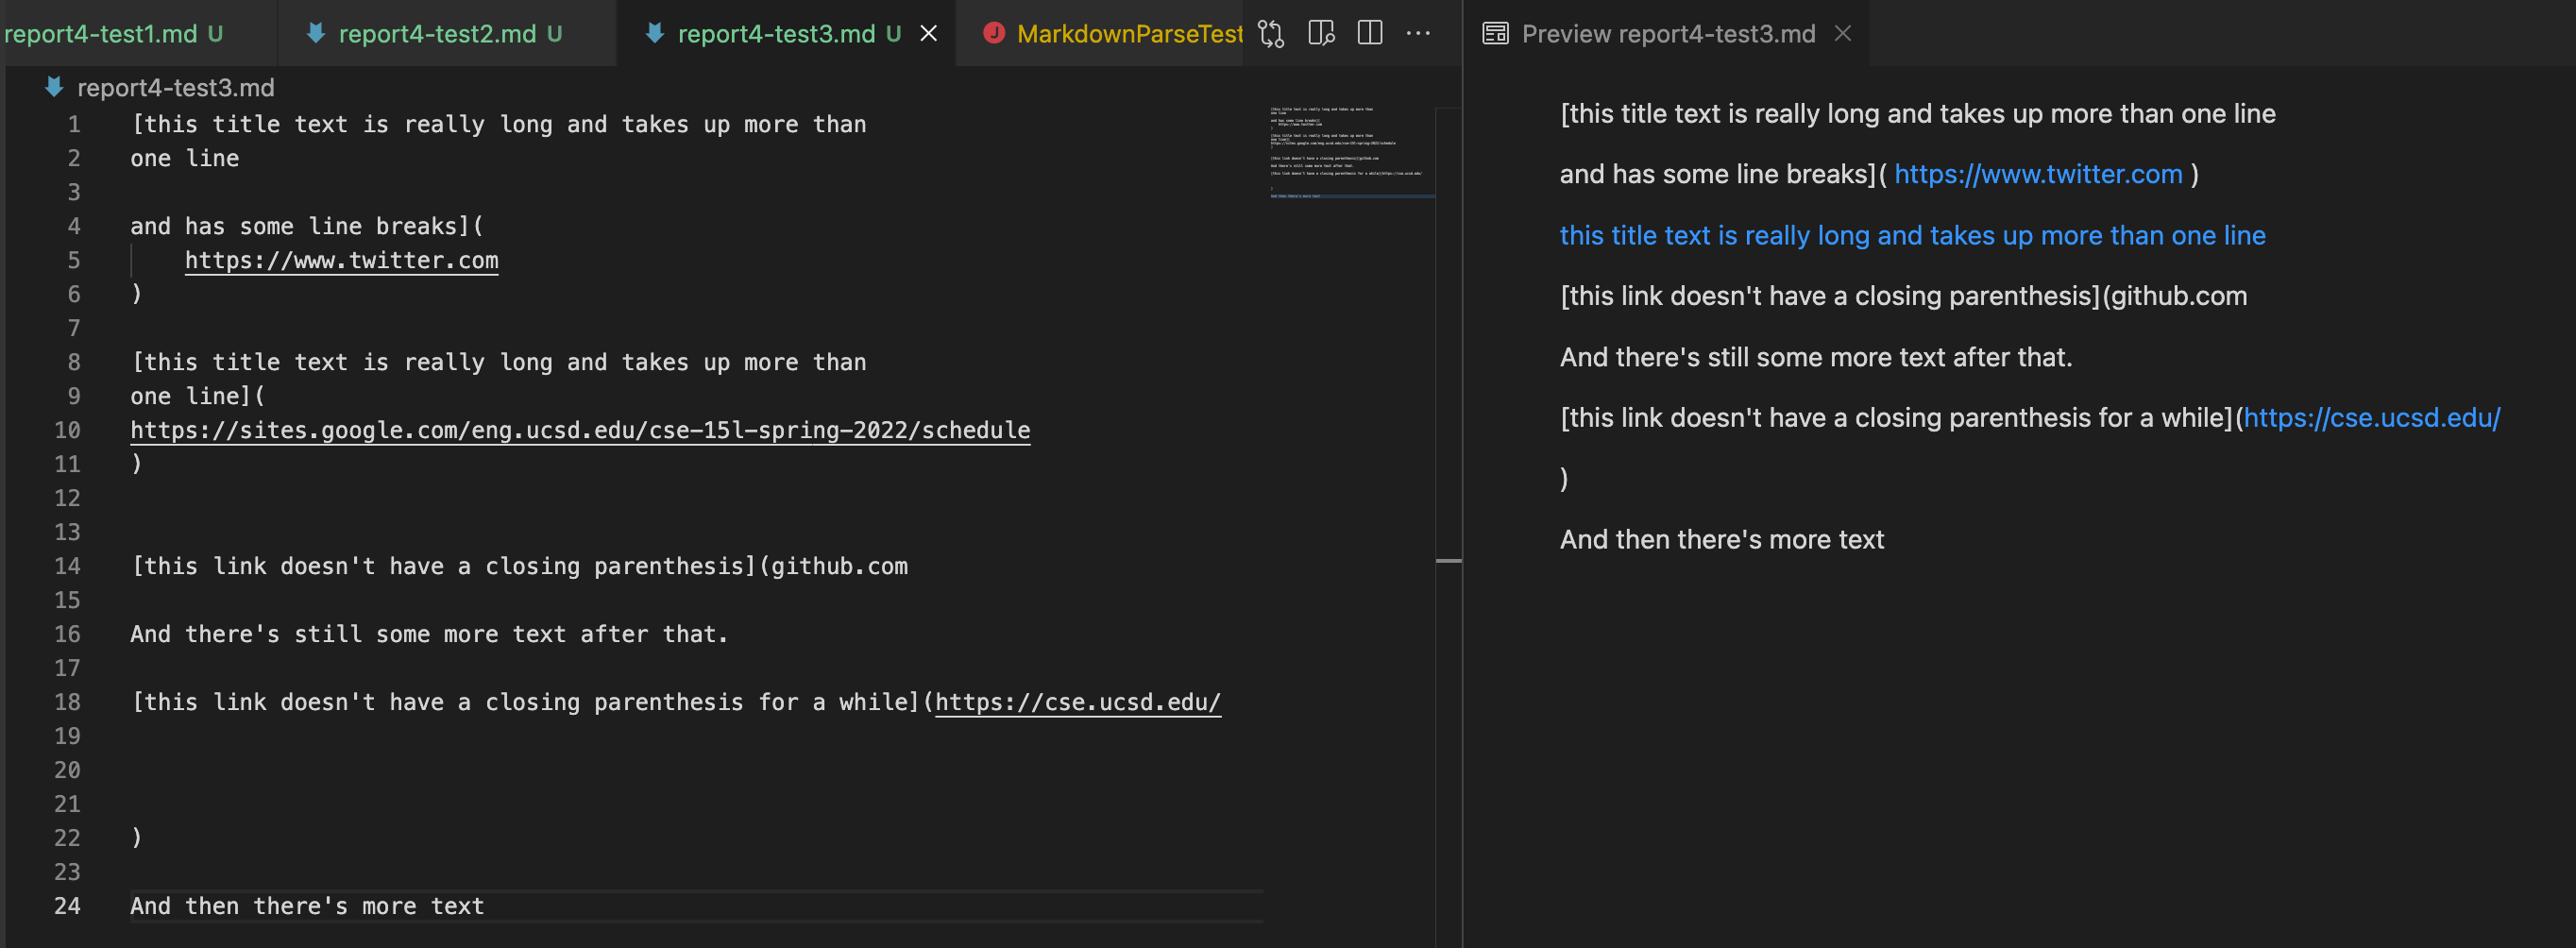 report4-test1.md U
report4-test2.md U
report4-test3.md U
MarkdownParseTest
Preview report4-test3.md
report4-test3.md
1 [this title text is really long and takes up more than
2 one line
3
4 and has some line breaks](
5 https://www.twitter.com
6 )
7
8 [this title text is really long and takes up more than
9 one line](
10 https://sites.google.com/eng.ucsd.edu/cse-15l-spring-2022/schedule
11 )
12
13
14 [this link doesn't have a closing parenthesis](github.com
15
16 And there's still some more text after that.
17
18 [this link doesn't have a closing parenthesis for a while](https://cse.ucsd.edu/
19
20
21
22 )
23
24 And then there's more text
[this title text is really long and takes up more than one line
and has some line breaks]( https://www.twitter.com )
this title text is really long and takes up more than one line
[this link doesn't have a closing parenthesis](github.com
And there's still some more text after that.
[this link doesn't have a closing parenthesis for a while](https://cse.ucsd.edu/
)
And then there's more text